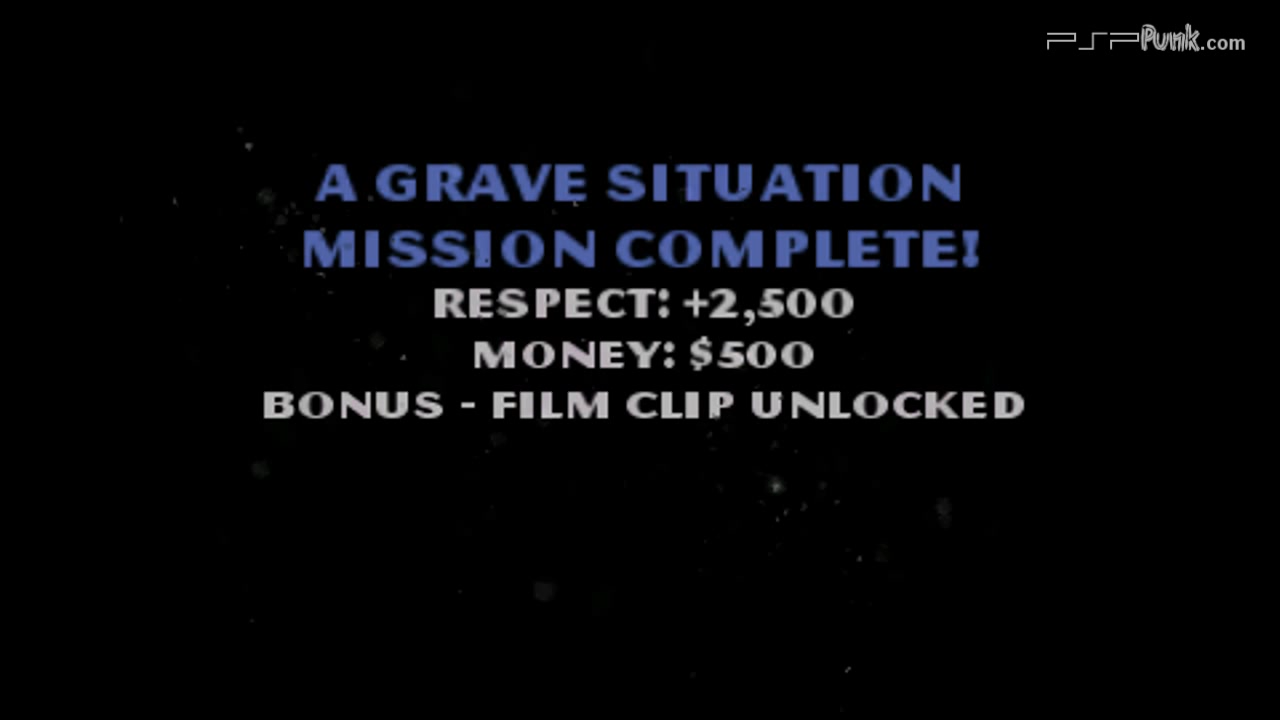 PSPPunk.com
A GRAVE SITUATION
MISSION COMPLETE!
RESPECT: +2,500
MONEY: $500
BONUS - FILM CLIP UNLOCKED